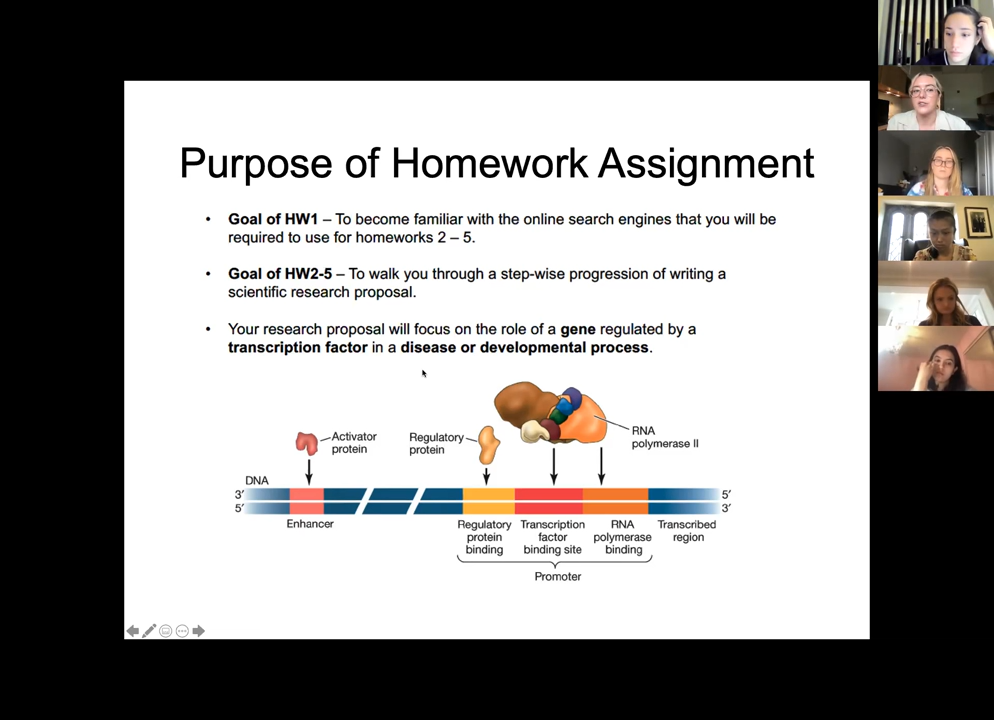 Purpose of Homework Assignment
• Goal of HW1 – To become familiar with the online search engines that you will be
required to use for homeworks 2 – 5.
• Goal of HW2-5 – To walk you through a step-wise progression of writing a
scientific research proposal.
• Your research proposal will focus on the role of a gene regulated by a
transcription factor in a disease or developmental process.
Activator
protein
Regulatory
protein
RNA
polymerase II
DNA
3′
5′
5′
3′
Enhancer
Regulatory
protein
binding
Transcription
factor
binding site
RNA
polymerase
binding
Transcribed
region
Promoter